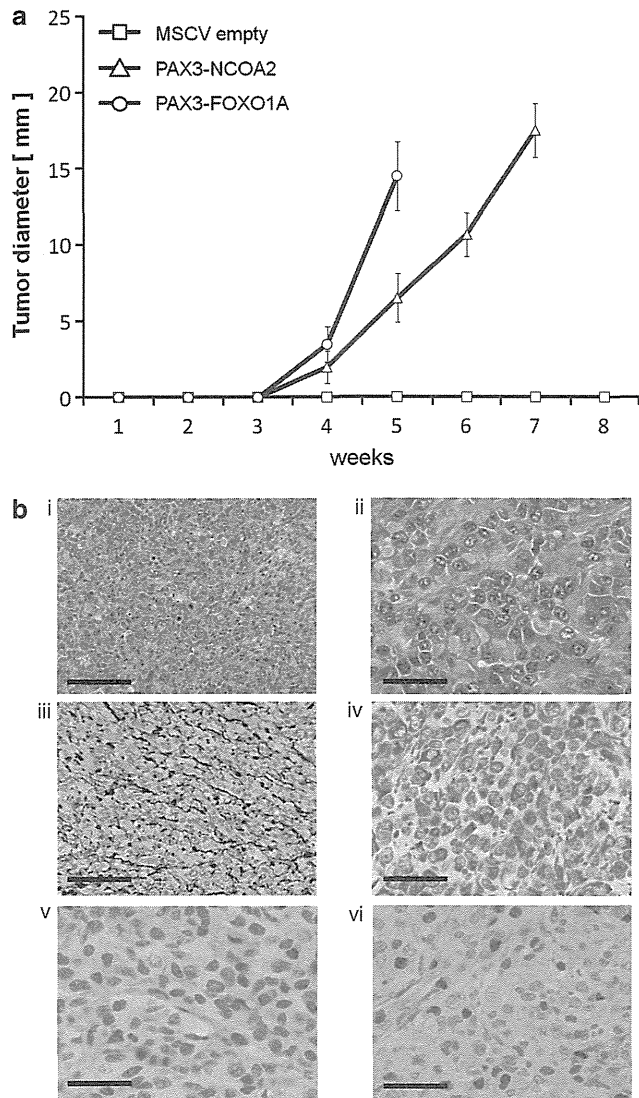 a
25
20
15
10
5
0
Tumor diameter [ mm ]
MSCV empty
PAX3-NCOA2
PAX3-FOXO1A
1 2 3 4 5 6 7 8
weeks
b
i
ii
iii
iv
v
vi